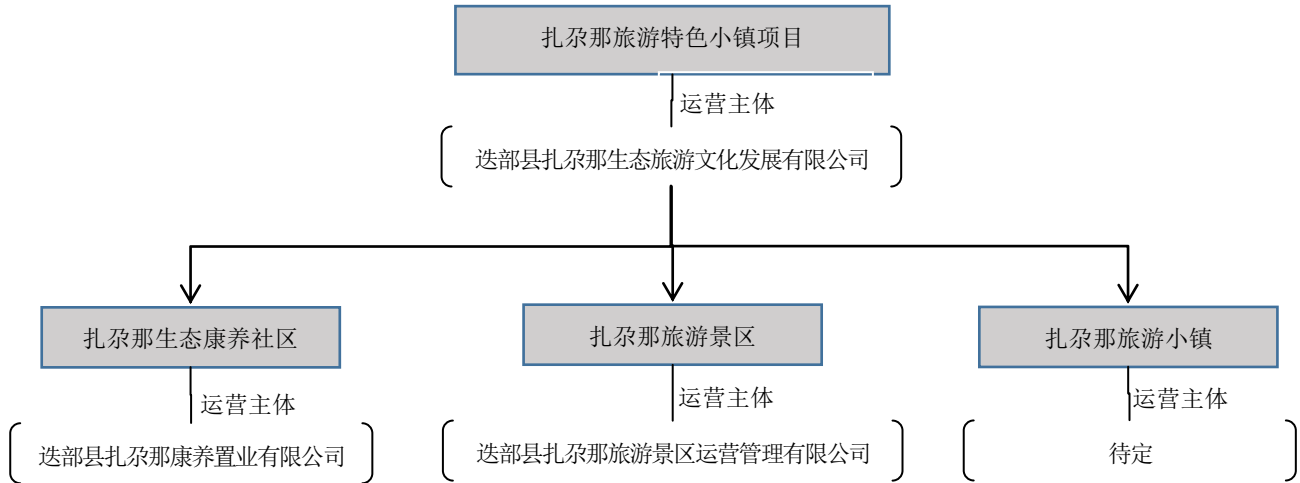 扎尕那旅游特色小镇项目
运营主体
迭部县扎尕那生态旅游文化发展有限公司
扎尕那生态康养社区
扎尕那旅游景区
扎尕那旅游小镇
运营主体
运营主体
运营主体
迭部县扎尕那康养置业有限公司
迭部县扎尕那旅游景区运营管理有限公司
待定